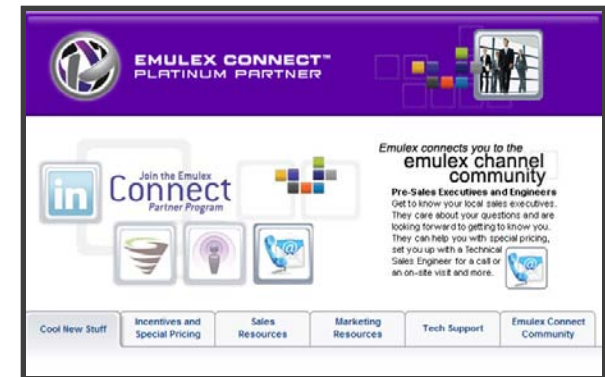 EMULEX CONNECT™
PLATINUM PARTNER
in
Join the Emulex
Connect
Partner Program
Emulex connects you to the
emulex channel
community
Pre-Sales Executives and Engineers
Get to know your local sales executives.
They care about your questions and are
looking forward to getting to know you.
They can help you with special pricing,
set you up with a Technical
Sales Engineer for a call or
an on-site visit and more.
Cool New Stuff
Incentives and
Special Pricing
Sales
Resources
Marketing
Resources
Tech Support
Emulex Connect
Community